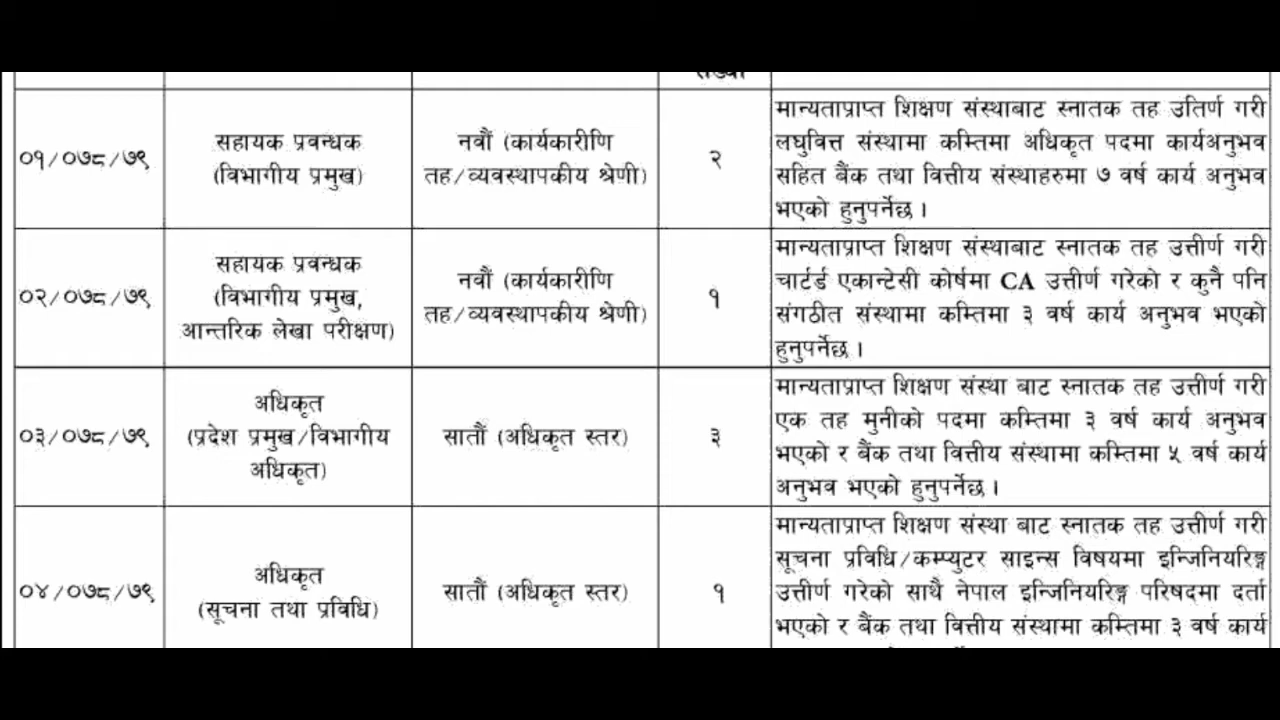 संख्या
०१/०७८/७९
सहायक प्रवन्धक
(विभागीय प्रमुख)
नवौं (कार्यकारीणि
तह/व्यवस्थापकीय श्रेणी)
२
मान्यताप्राप्त शिक्षण संस्थाबाट स्नातक तह उतिर्ण गरी
लघुवित्त संस्थामा कम्तिमा अधिकृत पदमा कार्यअनुभव
सहित बैंक तथा वित्तीय संस्थाहरुमा ७ वर्ष कार्य अनुभव
भएको हुनुपर्नेछ ।
०२/०७८/७९
सहायक प्रवन्धक
(विभागीय प्रमुख,
आन्तरिक लेखा परीक्षण)
नवौं (कार्यकारीणि
तह/व्यवस्थापकीय श्रेणी)
१
मान्यताप्राप्त शिक्षण संस्थाबाट स्नातक तह उत्तीर्ण गरी
चार्टर्ड एकान्टेसी कोर्षमा CA उत्तीर्ण गरेको र कुनै पनि
संगठीत संस्थामा कम्तिमा ३ वर्ष कार्य अनुभव भएको
हुनुपर्नेछ ।
०३/०७८/७९
अधिकृत
(प्रदेश प्रमुख/विभागीय
अधिकृत)
सातौं (अधिकृत स्तर)
३
मान्यताप्राप्त शिक्षण संस्था बाट स्नातक तह उत्तीर्ण गरी
एक तह मुनीको पदमा कम्तिमा ३ वर्ष कार्य अनुभव
भएको र बैंक तथा वित्तीय संस्थामा कम्तिमा ५ वर्ष कार्य
अनुभव भएको हुनुपर्नेछ ।
०४/०७८/७९
अधिकृत
(सूचना तथा प्रविधि)
सातौं (अधिकृत स्तर)
१
मान्यताप्राप्त शिक्षण संस्था बाट स्नातक तह उत्तीर्ण गरी
सूचना प्रविधि/कम्प्युटर साइन्स विषयमा इन्जिनियरिङ्ग
उत्तीर्ण गरेको साथै नेपाल इन्जिनियरिङ्ग परिषदमा दर्ता
भएको र बैंक तथा वित्तीय संस्थामा कम्तिमा ३ वर्ष कार्य